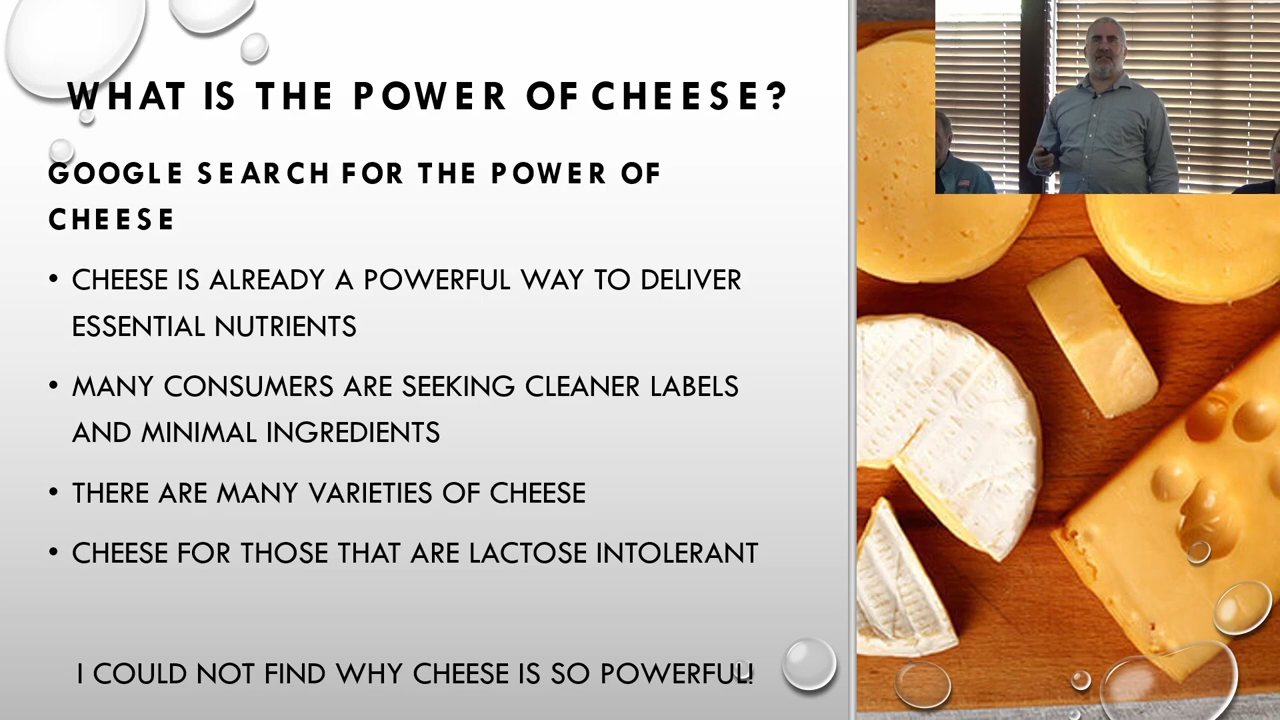 WHAT IS THE POWER OF CHEESE?
GOOGLE SEARCH FOR THE POWER OF
CHEESE
• CHEESE IS ALREADY A POWERFUL WAY TO DELIVER
ESSENTIAL NUTRIENTS
• MANY CONSUMERS ARE SEEKING CLEANER LABELS
AND MINIMAL INGREDIENTS
• THERE ARE MANY VARIETIES OF CHEESE
• CHEESE FOR THOSE THAT ARE LACTOSE INTOLERANT
I COULD NOT FIND WHY CHEESE IS SO POWERFUL!